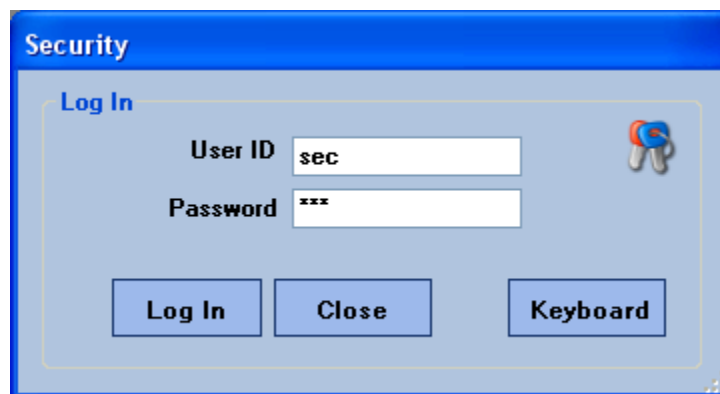 Security
Log In
User ID sec
Password ***
Log In Close Keyboard